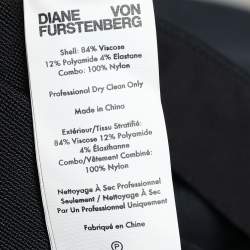 DIANE VON
FURSTENBERG
Shell: 84% Viscose
12% Polyamide 4% Elastane
Combo: 100% Nylon
Professional Dry Clean Only
Made in China
Extérieur/Tissu Stratifié:
84% Viscose 12% Polyamide
4% Élasthanne
Combo/Vêtement Combiné:
100% Nylon
Nettoyage À Sec Professionnel
Seulement / Nettoyage À Sec
Par Un Professionnel Uniquement
Fabriqué en Chine
P